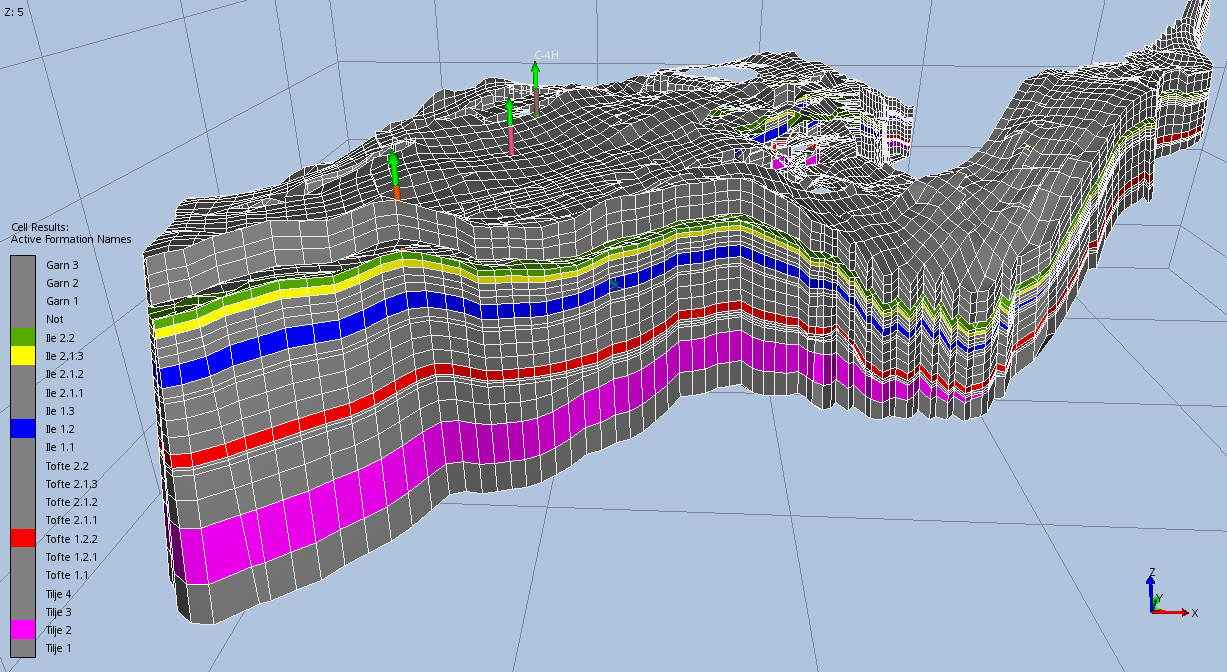 Z: 5
C-4H
Cell Results:
Active Formation Names
Garn 3
Garn 2
Garn 1
Not
Ile 2.2
Ile 2.1.3
Ile 2.1.2
Ile 2.1.1
Ile 1.3
Ile 1.2
Ile 1.1
Tofte 2.2
Tofte 2.1.3
Tofte 2.1.2
Tofte 2.1.1
Tofte 1.2.2
Tofte 1.2.1
Tofte 1.1
Tilje 4
Tilje 3
Tilje 2
Tilje 1
Z
Y
X